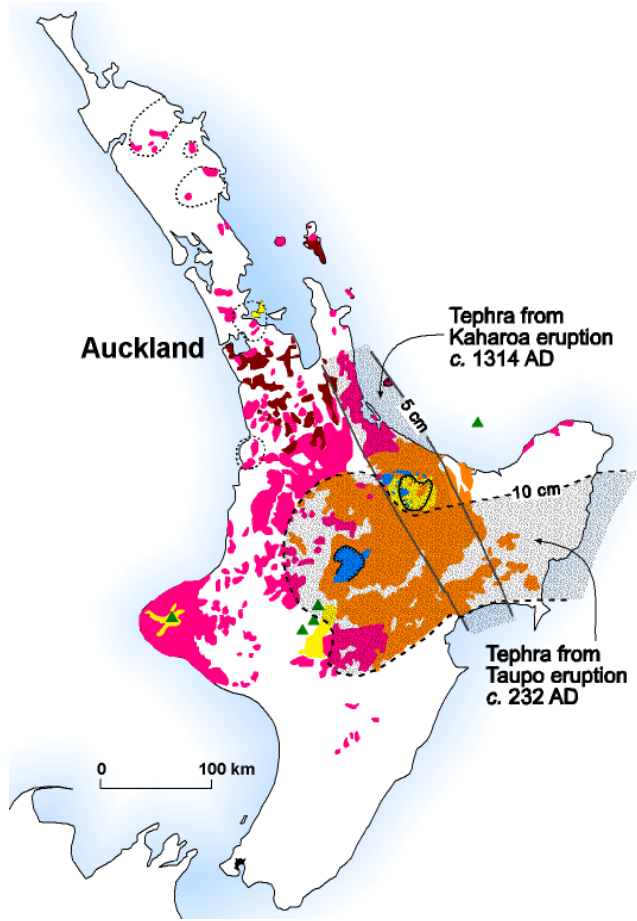 Auckland
Tephra from
Kaharoa eruption
c. 1314 AD
5 cm
10 cm
Tephra from
Taupo eruption
c. 232 AD
0 100 km